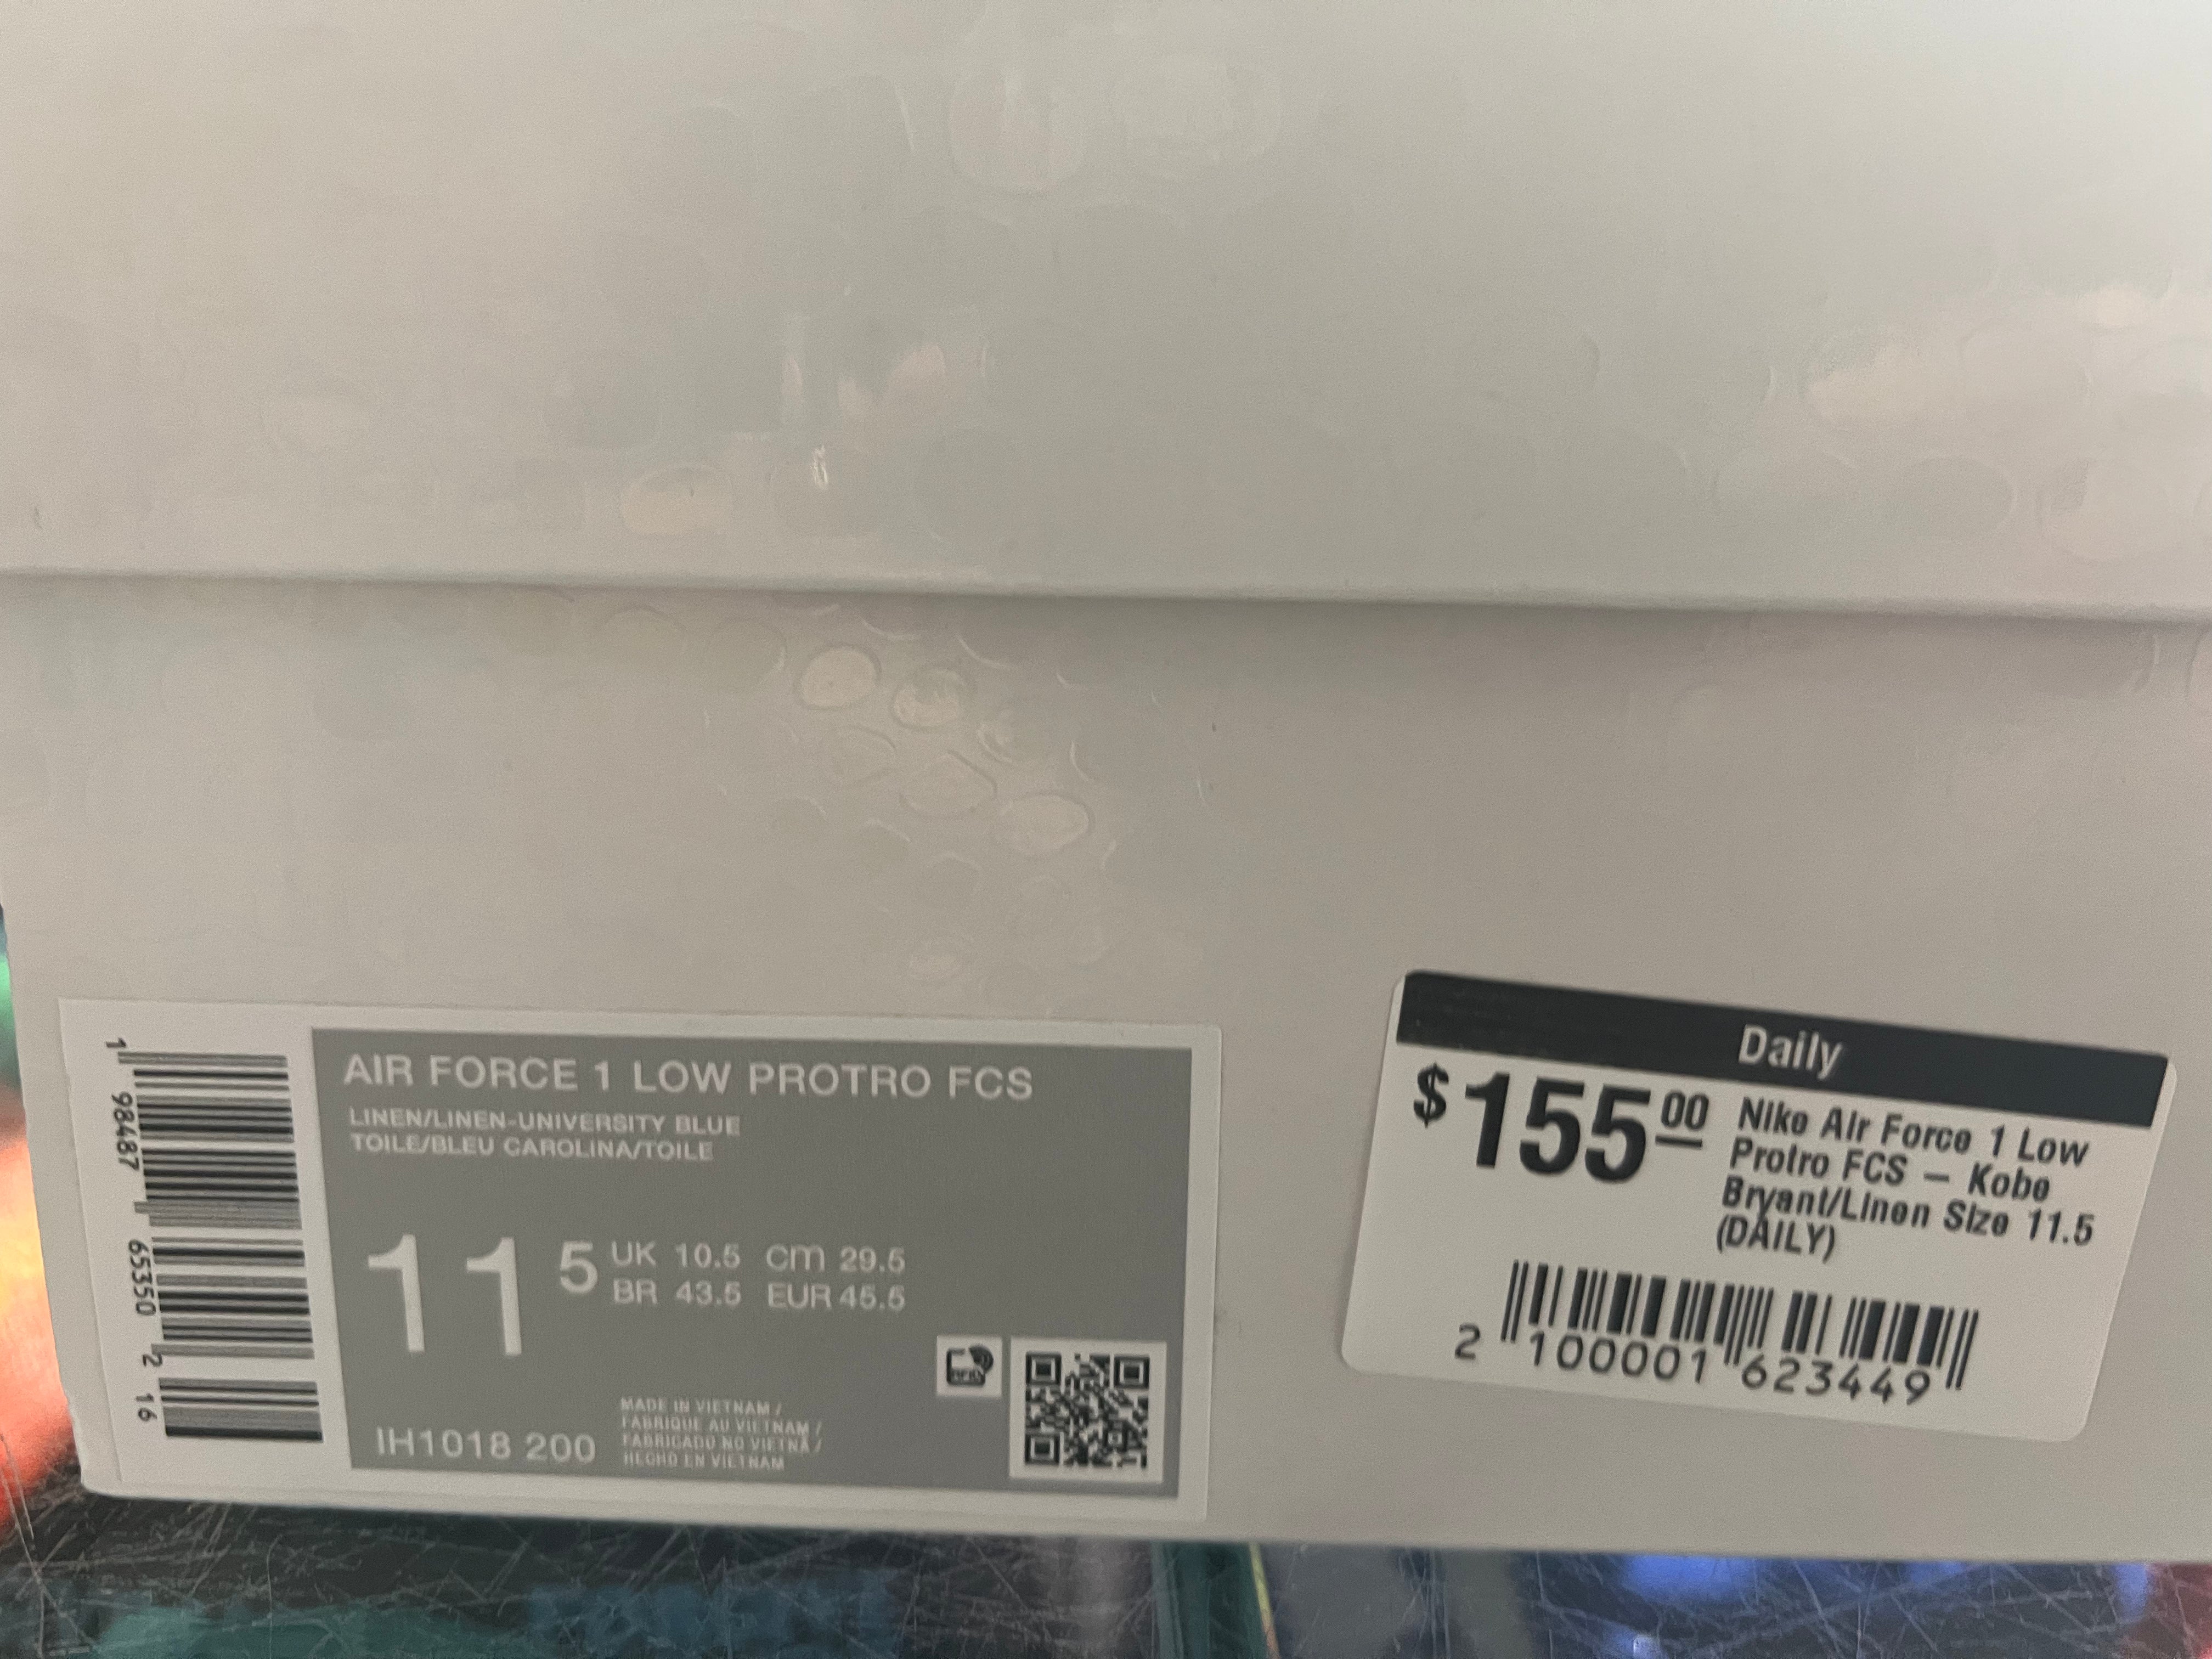 AIR FORCE 1 LOW PROTRO FCS
LINEN/LINEN-UNIVERSITY BLUE
TOILE/BLEU CAROLINA/TOILE
11 5
UK 10.5 cm 29.5
BR 43.5 EUR 45.5
IH1018 200
MADE IN VIETNAM /
FABRIQUE AU VIETNAM /
FABRICADO NO VIETNÃ /
HECHO EN VIETNAM
RFID
1 98487 65350 2 16
Daily
$155.00
Nike Air Force 1 Low
Protro FCS – Kobe
Bryant/Linen Size 11.5
(DAILY)
2 100001 623449